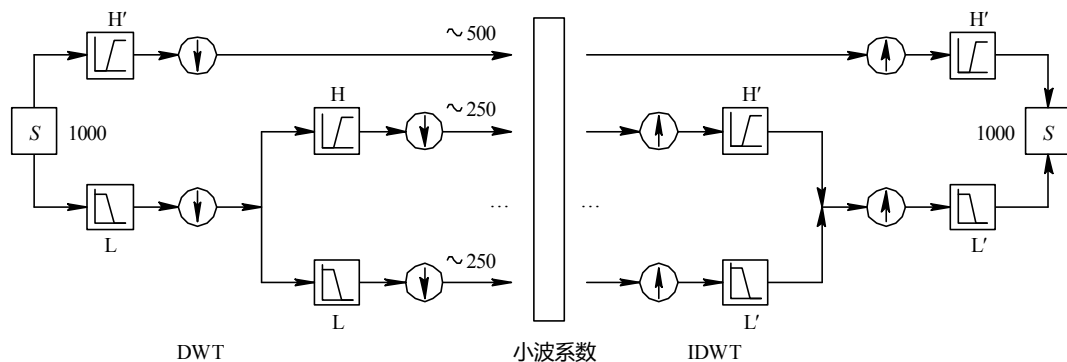 H′
~500
H′
H
~250
H′
S
1000
1000
S
...
...
L
L′
~250
L
L′
DWT
小波系数
IDWT